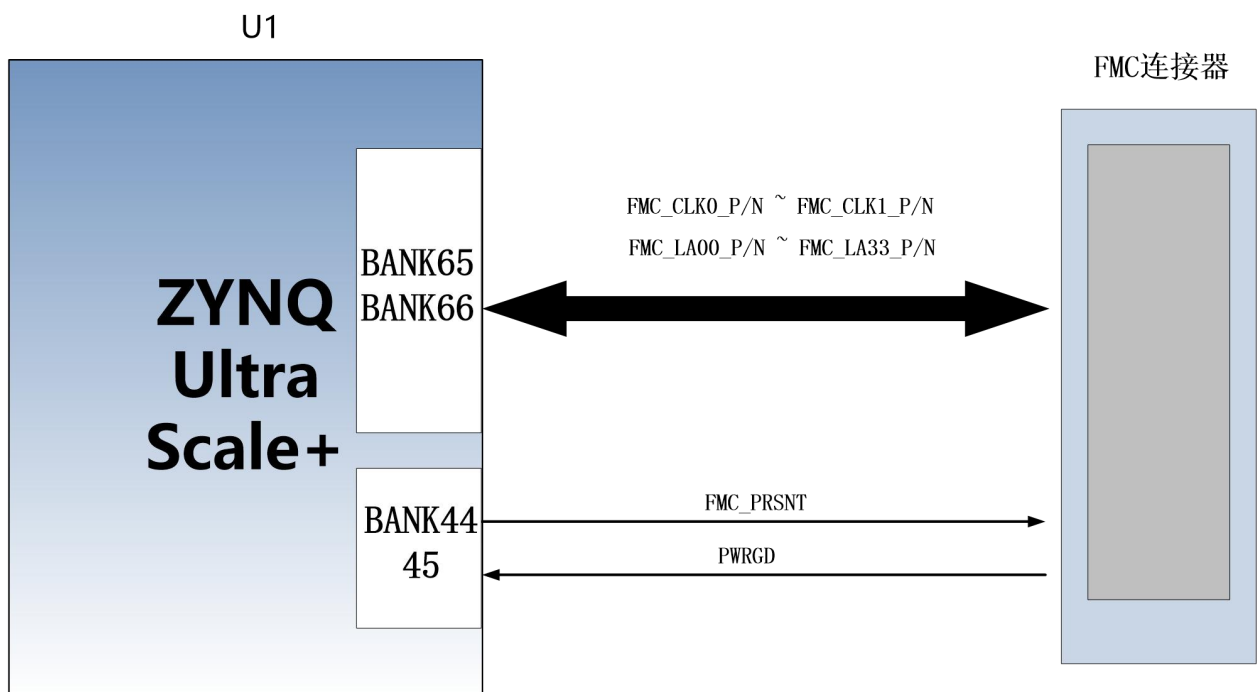 U1
FMC连接器
FMC_CLK0_P/N ~ FMC_CLK1_P/N
FMC_LA00_P/N ~ FMC_LA33_P/N
BANK65
BANK66
ZYNQ
Ultra
Scale+
FMC_PRSNT
BANK44
45
PWRGD